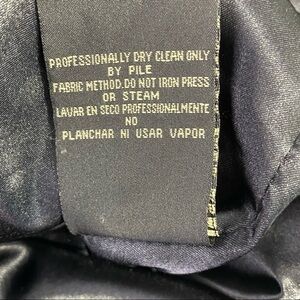 PROFESSIONALLY DRY CLEAN ONLY
BY PILE
FABRIC METHOD.DO NOT IRON PRESS
OR STEAM
LAVAR EN SECO PROFESSIONALMENTE
NO
PLANCHAR NI USAR VAPOR